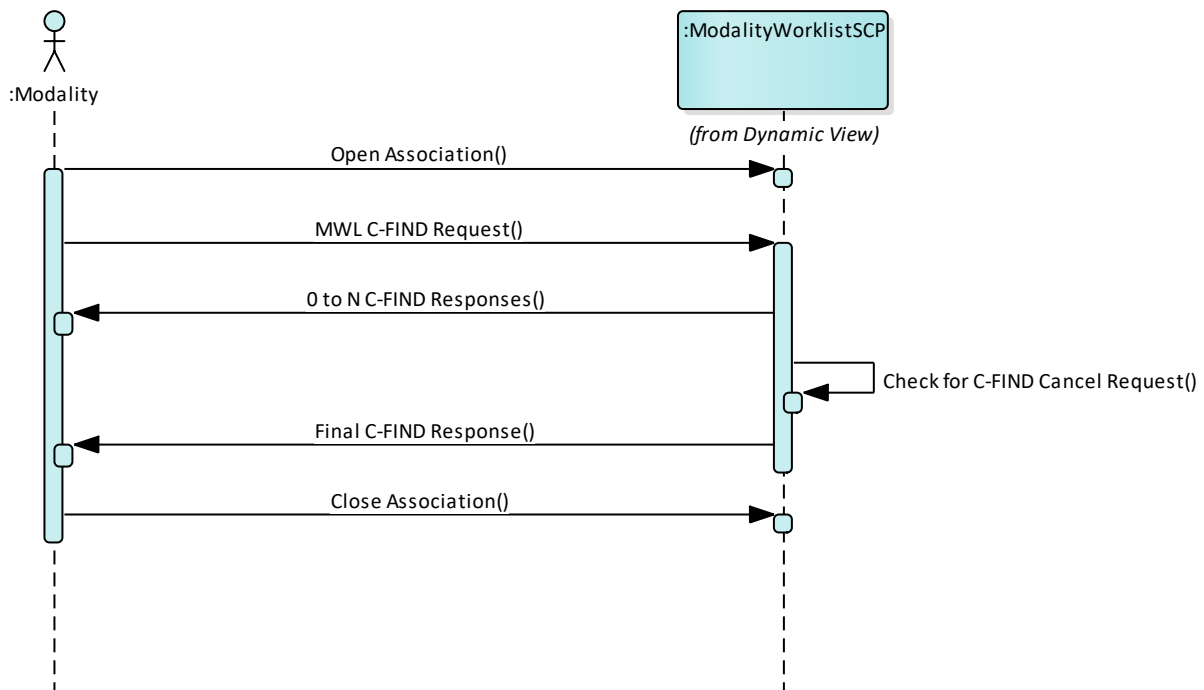 :ModalityWorklistSCP
:Modality
(from Dynamic View)
Open Association()
MWL C-FIND Request()
0 to N C-FIND Responses()
Check for C-FIND Cancel Request()
Final C-FIND Response()
Close Association()